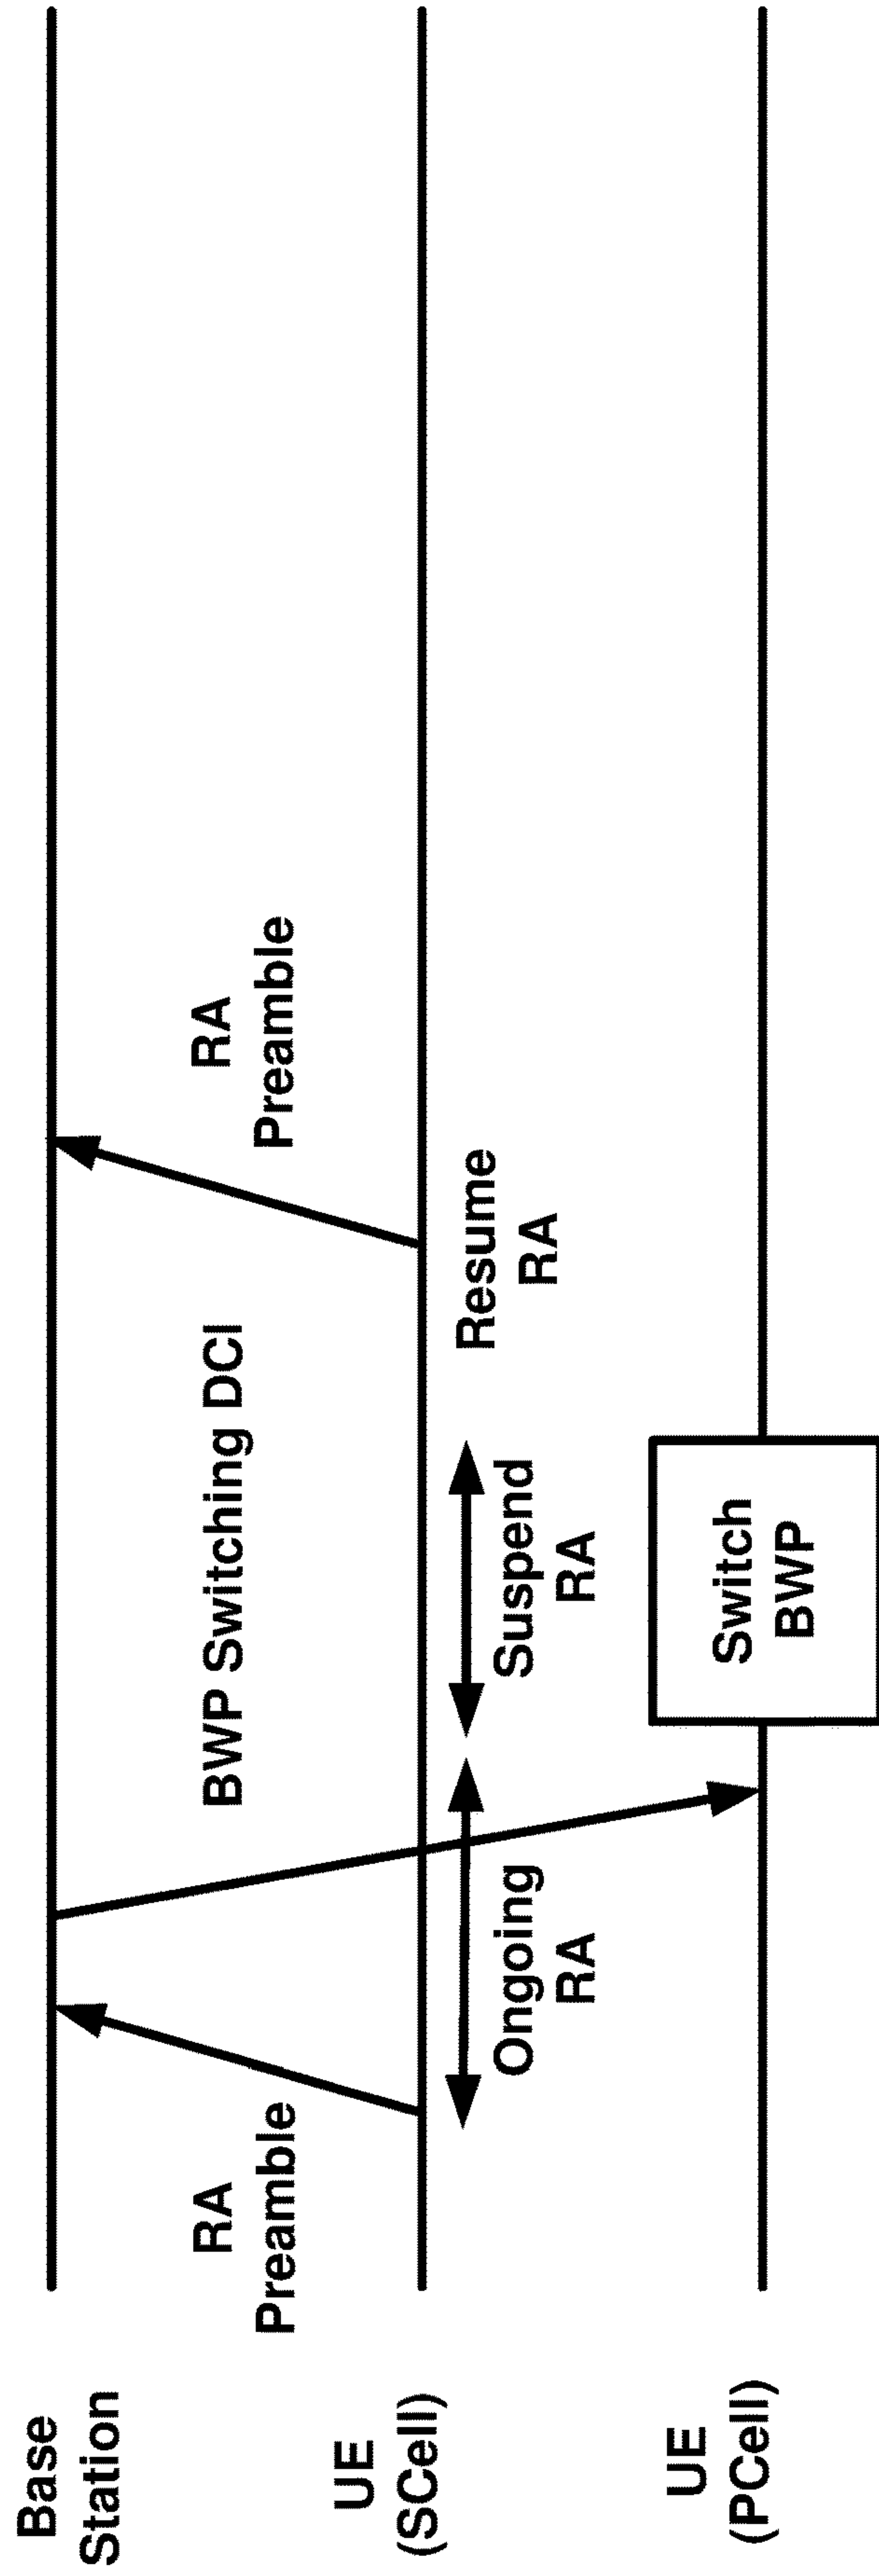 Base
Station
RA
Preamble
BWP Switching DCI
RA
Preamble
UE
(SCell)
Ongoing
RA
Suspend
RA
Resume
RA
UE
(PCell)
Switch
BWP